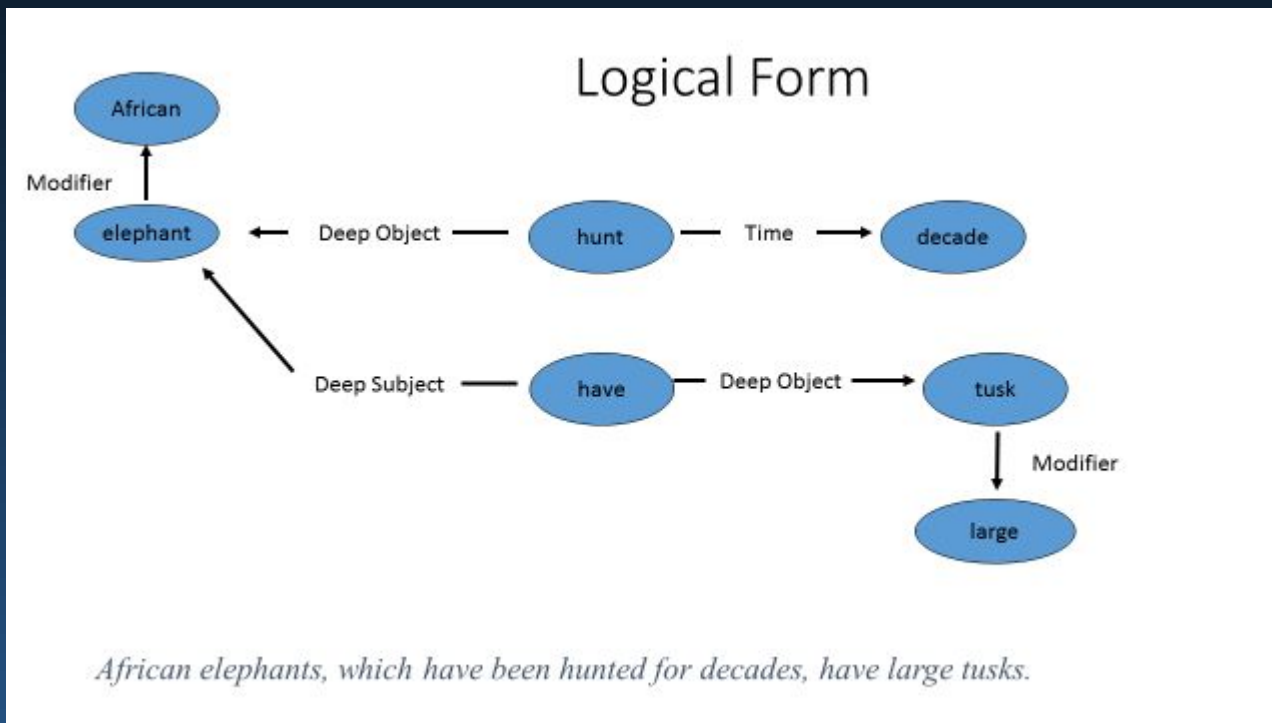 Logical Form
African
Modifier
elephant
Deep Object
hunt
Time
decade
Deep Subject
have
Deep Object
tusk
Modifier
large
African elephants, which have been hunted for decades, have large tusks.